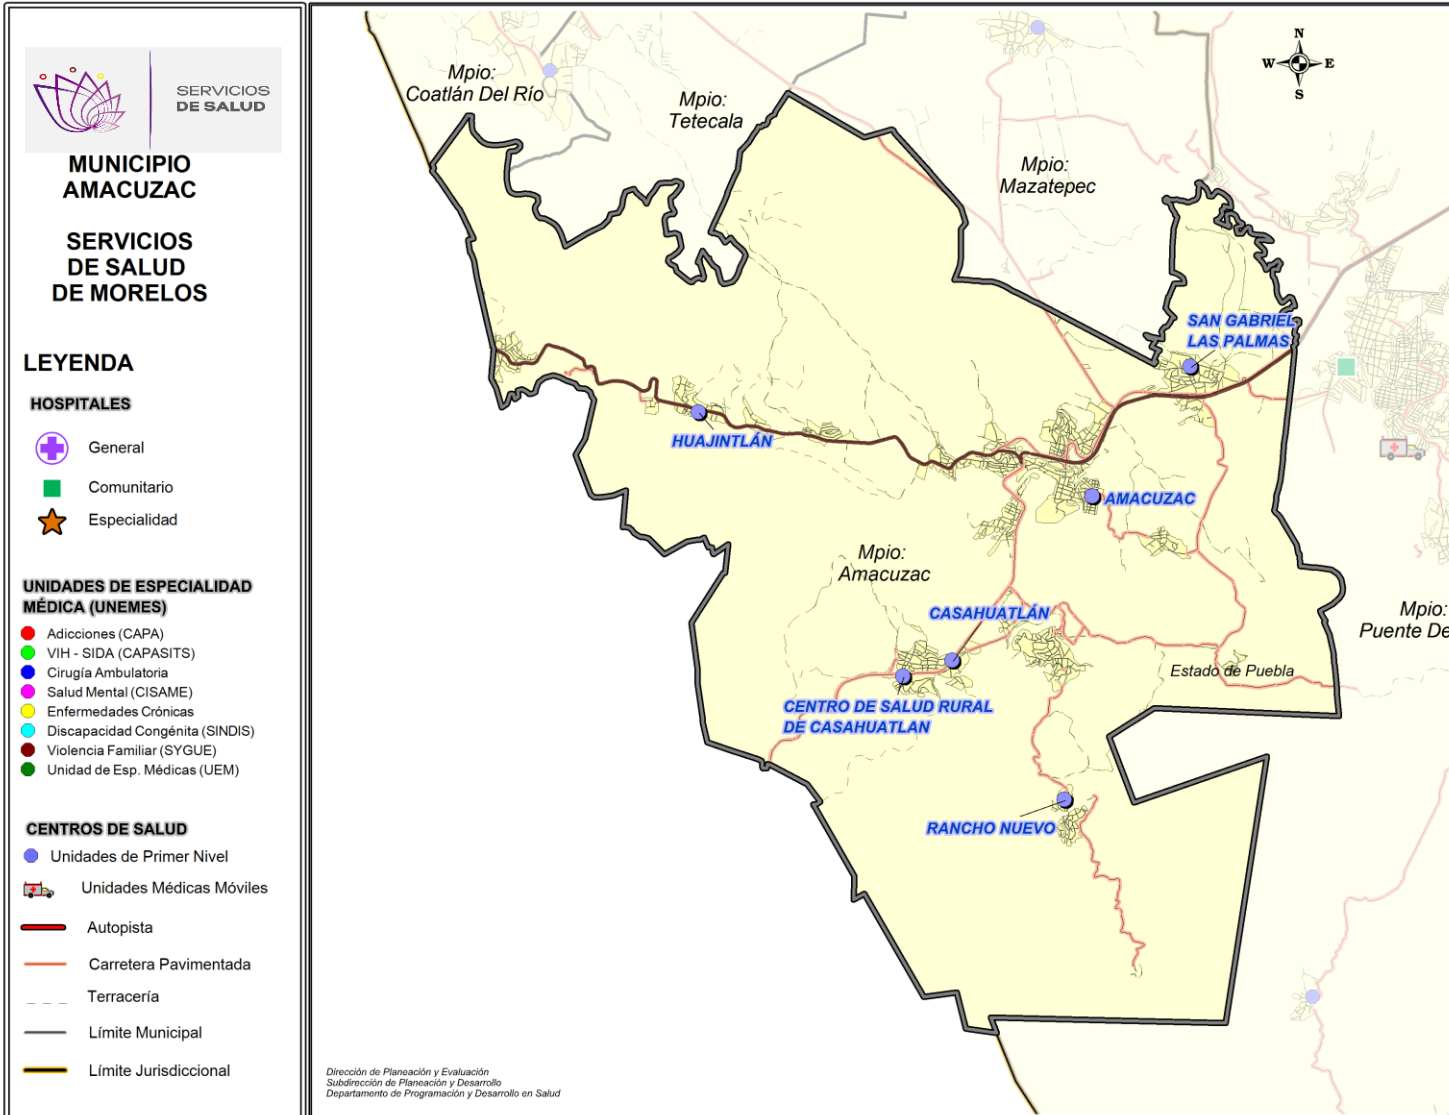 SERVICIOS
DE SALUD
MUNICIPIO
AMACUZAC
SERVICIOS
DE SALUD
DE MORELOS
LEYENDA
HOSPITALES
General
Comunitario
Especialidad
UNIDADES DE ESPECIALIDAD
MÉDICA (UNEMES)
Adicciones (CAPA)
VIH - SIDA (CAPASITS)
Cirugía Ambulatoria
Salud Mental (CISAME)
Enfermedades Crónicas
Discapacidad Congénita (SINDIS)
Violencia Familiar (SYGUE)
Unidad de Esp. Médicas (UEM)
CENTROS DE SALUD
Unidades de Primer Nivel
Unidades Médicas Móviles
Autopista
Carretera Pavimentada
Terracería
Límite Municipal
Límite Jurisdiccional
N
W E
S
Mpio:
Coatlán Del Río
Mpio:
Tetecala
Mpio:
Mazatepec
SAN GABRIEL
LAS PALMAS
HUAJINTLÁN
AMACUZAC
Mpio:
Amacuzac
CASAHUATLÁN
Mpio:
Puente De
Estado de Puebla
CENTRO DE SALUD RURAL
DE CASAHUATLAN
RANCHO NUEVO
Dirección de Planeación y Evaluación
Subdirección de Planeación y Desarrollo
Departamento de Programación y Desarrollo en Salud